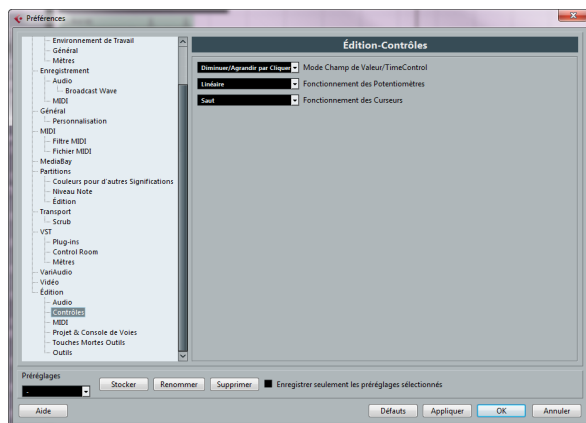 Préférences
Environnement de Travail
Général
Mètres
Enregistrement
Audio
Broadcast Wave
MIDI
Général
Personnalisation
MIDI
Filtre MIDI
Fichier MIDI
MediaBay
Partitions
Couleurs pour d'autres Significations
Niveau Note
Édition
Transport
Scrub
VST
Plug-ins
Control Room
Mètres
VariAudio
Vidéo
Édition
Audio
Contrôles
MIDI
Projet & Console de Voies
Touches Mortes Outils
Outils
Édition-Contrôles
Diminuer/Agrandir par Cliquer Mode Champ de Valeur/TimeControl
Linéaire Fonctionnement des Potentiomètres
Saut Fonctionnement des Curseurs
Préréglages
- Stocker Renommer Supprimer Enregistrer seulement les préréglages sélectionnés
Aide Défauts Appliquer OK Annuler